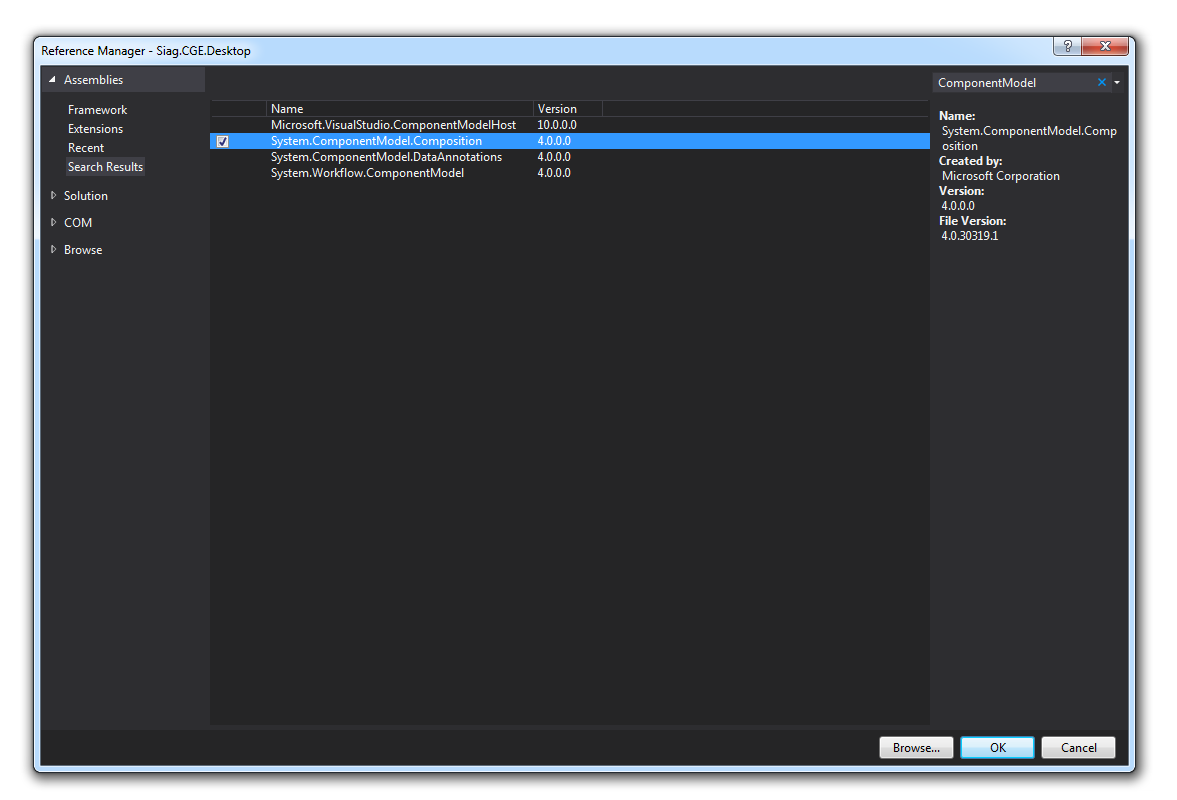 Reference Manager - Siag.CGE.Desktop
?
Assemblies
Framework
Extensions
Recent
Search Results
Solution
COM
Browse
Name Version
Microsoft.VisualStudio.ComponentModelHost 10.0.0.0
System.ComponentModel.Composition 4.0.0.0
System.ComponentModel.DataAnnotations 4.0.0.0
System.Workflow.ComponentModel 4.0.0.0
ComponentModel
Name:
System.ComponentModel.Comp
osition
Created by:
Microsoft Corporation
Version:
4.0.0.0
File Version:
4.0.30319.1
Browse... OK Cancel